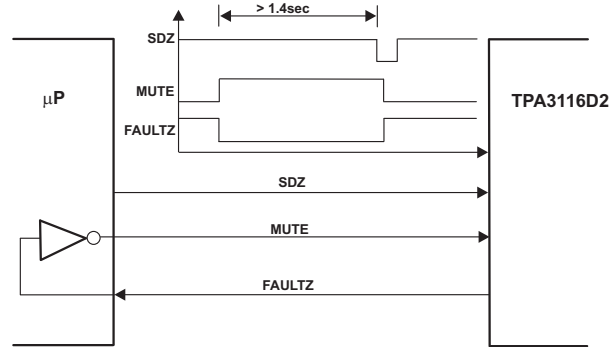 > 1.4sec
SDZ
MUTE
µP
TPA3116D2
FAULTZ
SDZ
MUTE
FAULTZ